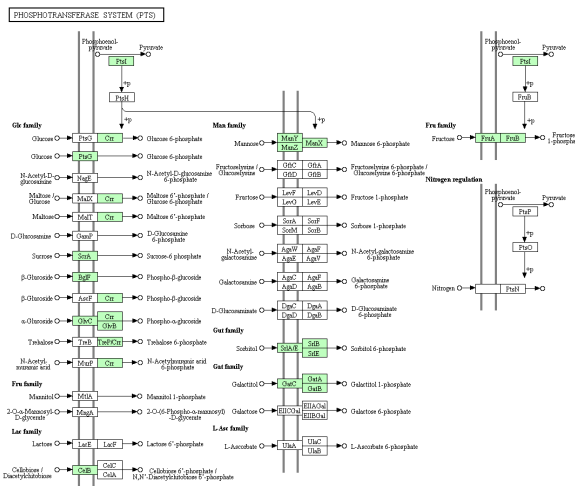 PHOSPHOTRANSFERASE SYSTEM (PTS)
Phosphoenol-
pyruvate
Pyruvate
PtsI
+p
PtsH
+p
+p
Glc family
Glucose PtsG Crr Glucose 6-phosphate
Glucose PtsG Glucose 6-phosphate
N-Acetyl-D-
glucosamine
NagE
N-Acetyl-D-glucosamine
6-phosphate
Maltose /
Glucose
MalX Crr
Maltose 6'-phosphate /
Glucose 6-phosphate
Maltose MalT Crr Maltose 6'-phosphate
D-Glucosamine GamP
D-Glucosamine
6-phosphate
Sucrose ScrA Sucrose-6-phosphate
β-Glucoside BglF Phospho-β-glucoside
β-Glucoside AscF Crr Phospho-β-glucoside
α-Glucoside GlvC Crr
GlvB
Phospho-α-glucoside
Trehalose TreB TreP/Crr Trehalose 6-phosphate
N-Acetyl-
muramic acid
MurP Crr
N-Acetylmuramic acid
6-phosphate
Fru family
Mannitol MtlA Mannitol 1-phosphate
2-O-α-Mannosyl-
D-glycerate
MngA
2-O-(6-Phospho-α-mannosyl)
-D-glycerate
Lac family
Lactose LacE LacF Lactose 6'-phosphate
Cellobiose /
Diacetylchitobiose
CelB
CelC
CelA
Cellobiose 6'-phosphate /
N,N'-Diacetylchitobiose 6'-phosphate
Man family
Mannose
ManY
ManZ
ManX
Mannose 6-phosphate
Fructoselysine /
Glucoselysine
GfrC GfrA
GfrD GfrB
Fructoselysine 6-phosphate /
Glucoselysine 6-phosphate
Fructose
LevF LevD
LevG LevE
Fructose 1-phosphate
Sorbose
SorA SorF
SorM SorB
Sorbose 1-phosphate
N-Acetyl-
galactosamine
AgaW AgaF
AgaE AgaV
N-Acetyl-galactosamine
6-phosphate
Galactosamine
AgaC AgaF
AgaD AgaB
Galactosamine
6-phosphate
D-Glucosaminate
DgaC DgaA
DgaD DgaB
D-Glucosaminate
6-phosphate
Gut family
Sorbitol SrlA/E
SrlB
SrlE
Sorbitol 6-phosphate
Gat family
Galactitol GatC
GatA
GatB
Galactitol 1-phosphate
Galactose EIICGal
EIIAGal
EIIBGal
Galactose 6-phosphate
L-Asc family
L-Ascorbate UlaA
UlaC
UlaB
L-Ascorbate 6-phosphate
Phosphoenol-
pyruvate
Pyruvate
PtsI
+p
FruB
+p
Fru family
Fructose FruA FruB
Fructose
1-phosphate
Nitrogen regulation
Phosphoenol-
pyruvate
Pyruvate
PtsP
PtsO
+p
Nitrogen PtsN